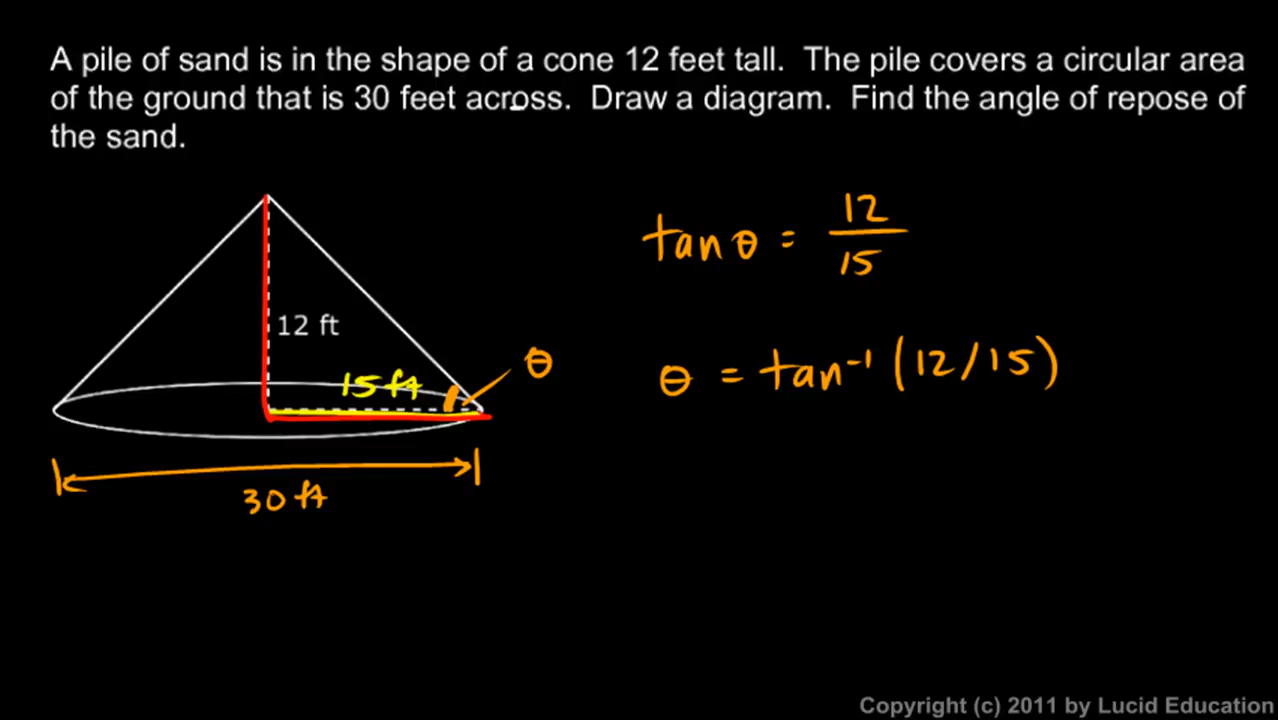 A pile of sand is in the shape of a cone 12 feet tall. The pile covers a circular area
of the ground that is 30 feet across. Draw a diagram. Find the angle of repose of
the sand.
tan θ = 12/15
12 ft
θ
15 ft
θ = tan⁻¹ (12/15)
30 ft
Copyright (c) 2011 by Lucid Education